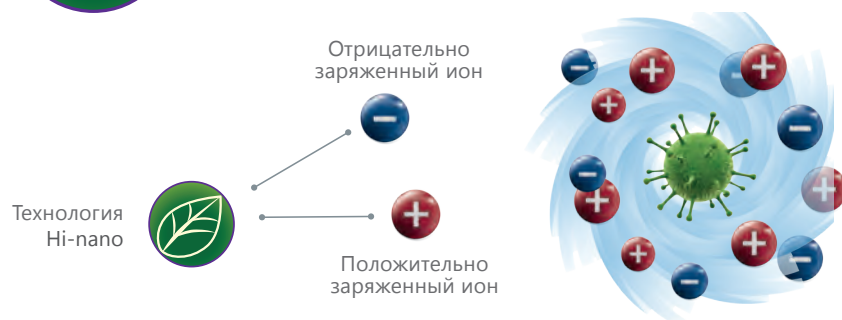 Отрицательно
заряженный ион
Технология
Hi-nano
Положительно
заряженный ион